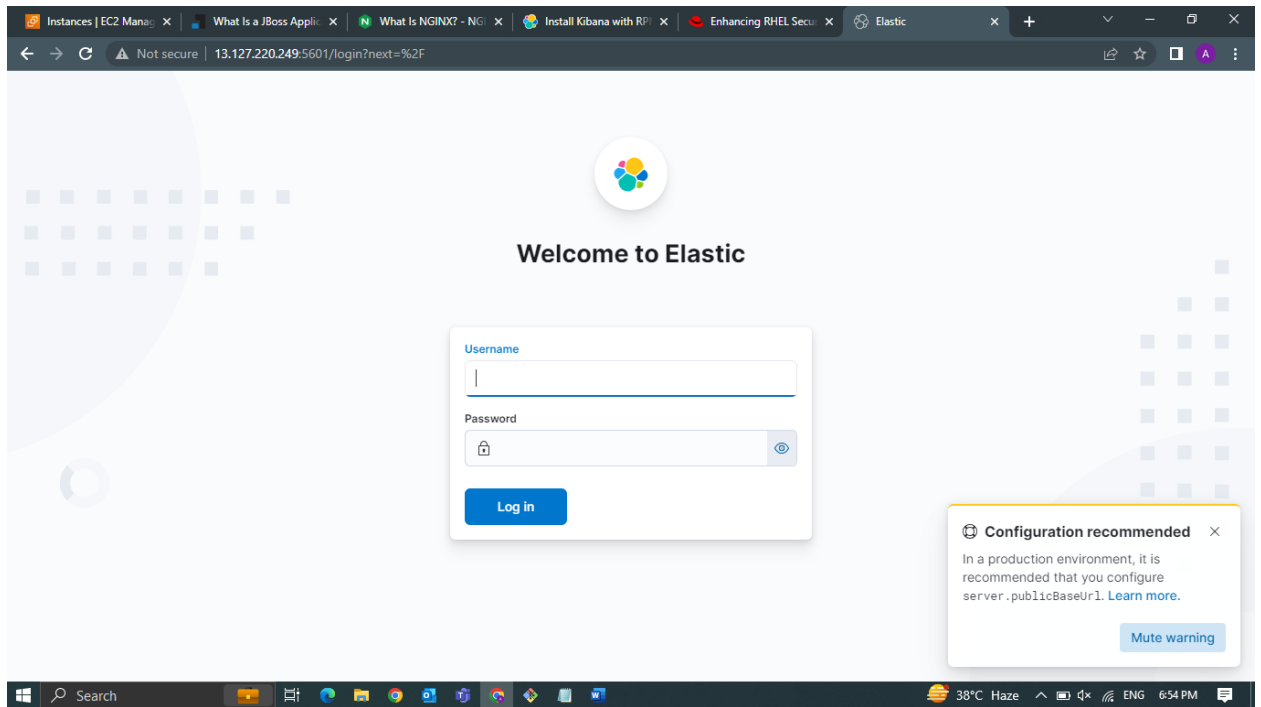 Instances | EC2 Manag
What Is a JBoss Applic
What Is NGINX? - NGI
Install Kibana with RP
Enhancing RHEL Secur
Elastic
Not secure | 13.127.220.249:5601/login?next=%2F
A
Welcome to Elastic
Username
Password
Log in
Configuration recommended
In a production environment, it is
recommended that you configure
server.publicBaseUrl. Learn more.
Mute warning
Search
38°C Haze
ENG
6:54 PM